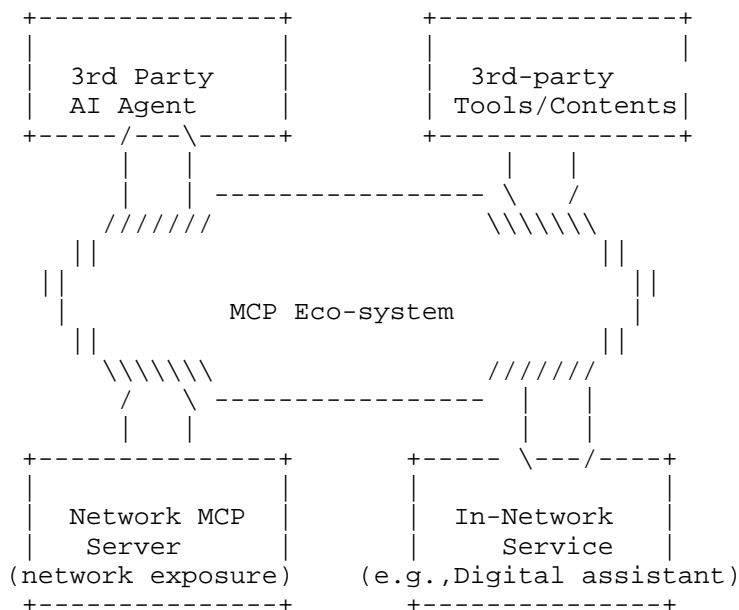 3rd Party
AI Agent
3rd-party
Tools/Contents
MCP Eco-system
Network MCP
Server
(network exposure)
In-Network
Service
(e.g.,Digital assistant)